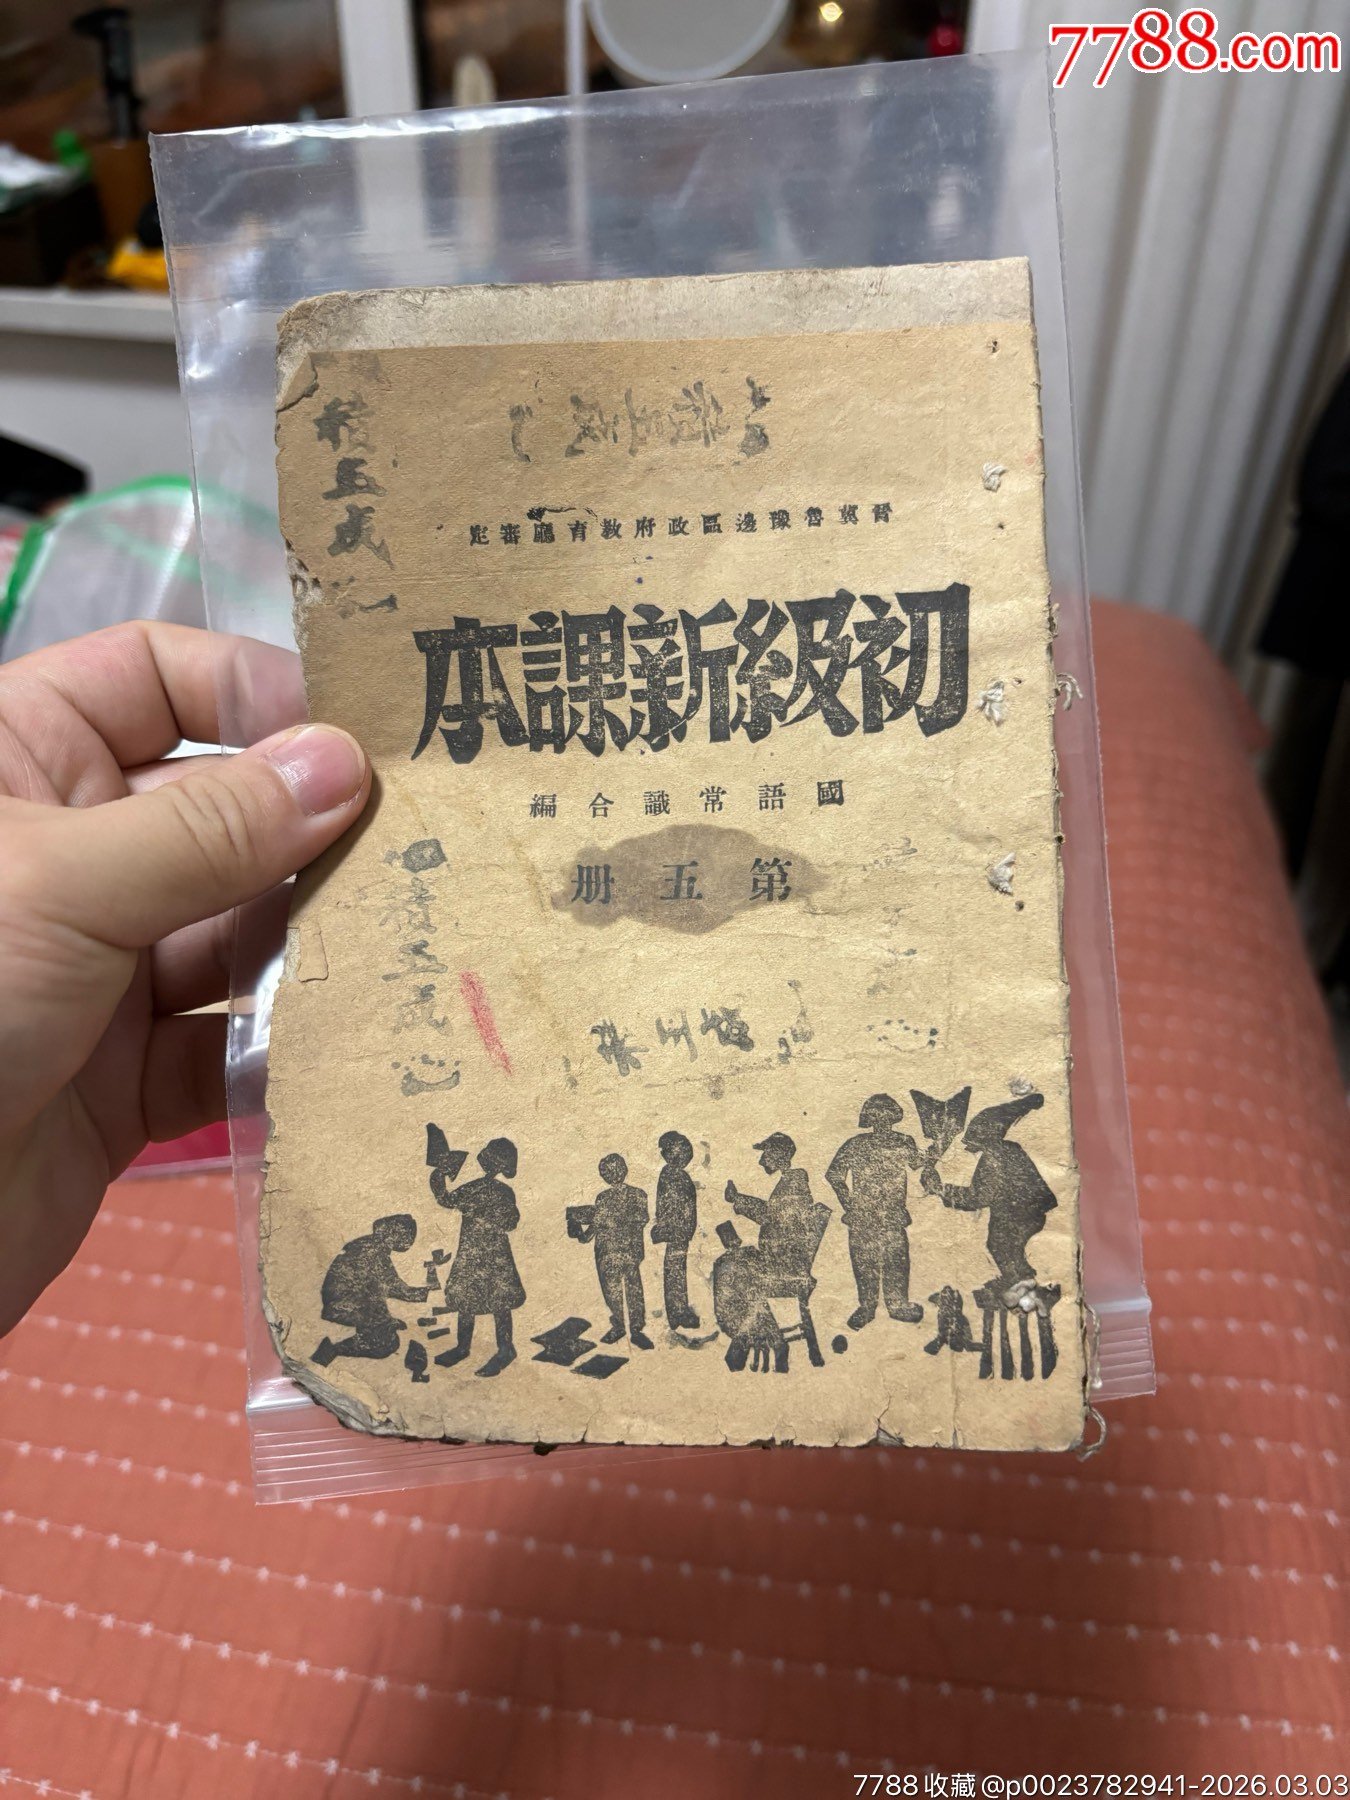 7788.com
晉冀魯豫邊區政府教育廳審定
初級新課本
國語常識合編
第五册
7788收藏@p0023782941-2026.03.03